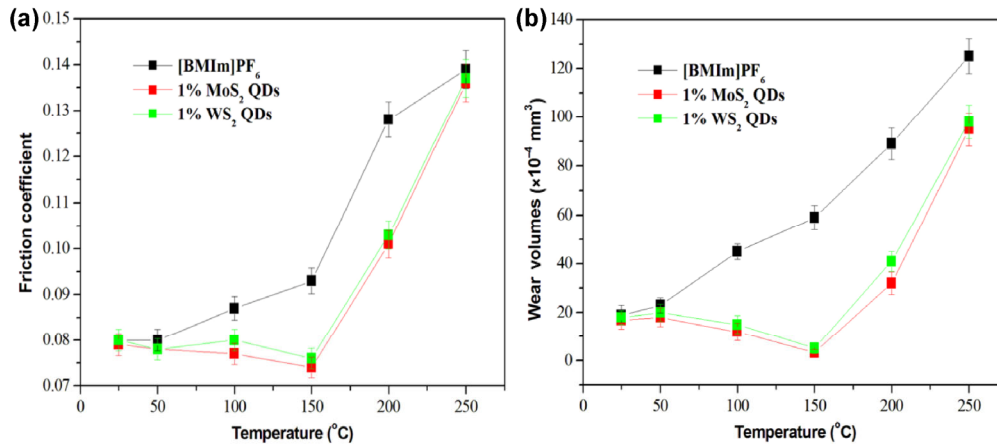 (a)
0.15
0.14
0.13
0.12
0.11
0.10
0.09
0.08
0.07
Friction coefficient
[BMIm]PF₆
1% MoS₂ QDs
1% WS₂ QDs
0 50 100 150 200 250
Temperature (°C)
(b)
140
120
100
80
60
40
20
0
Wear volumes (×10⁻⁴ mm³)
[BMIm]PF₆
1% MoS₂ QDs
1% WS₂ QDs
0 50 100 150 200 250
Temperature (°C)